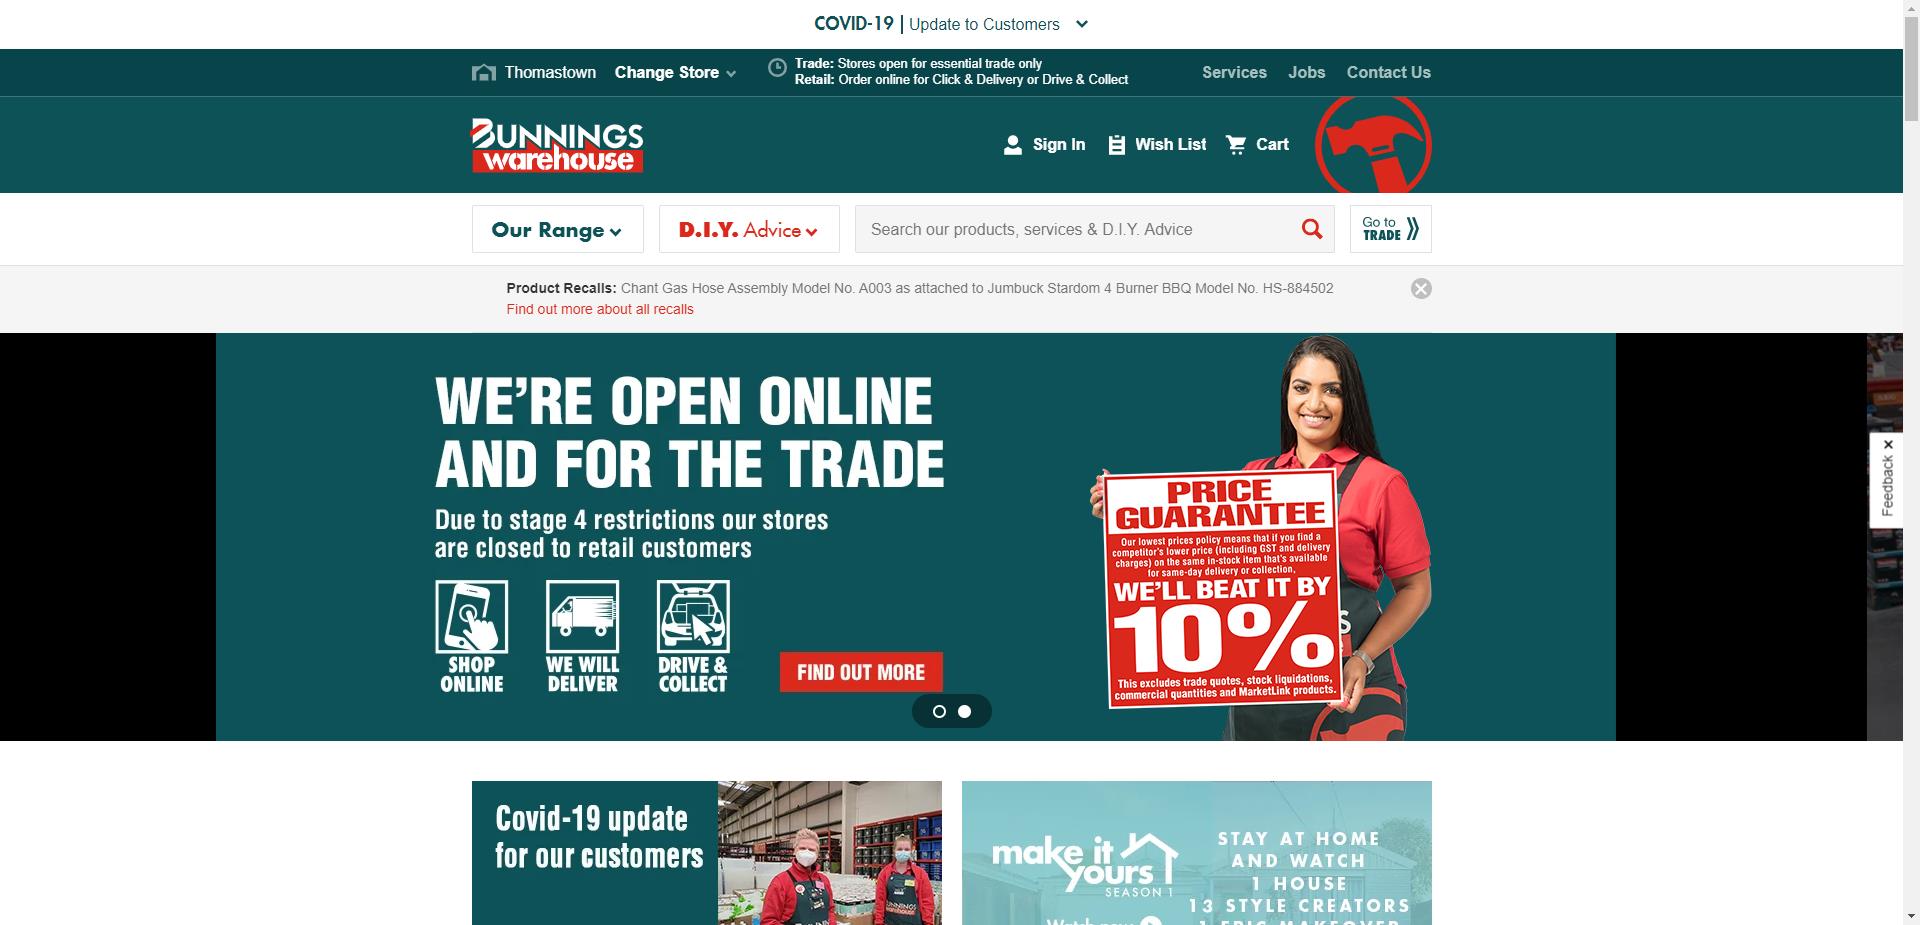 COVID-19 | Update to Customers
Thomastown Change Store
Trade: Stores open for essential trade only
Retail: Order online for Click & Delivery or Drive & Collect
Services Jobs Contact Us
BUNNINGS
warehouse
Sign In Wish List Cart
Our Range
D.I.Y. Advice
Search our products, services & D.I.Y. Advice
Go to
TRADE
Product Recalls: Chant Gas Hose Assembly Model No. A003 as attached to Jumbuck Stardom 4 Burner BBQ Model No. HS-884502
Find out more about all recalls
WE'RE OPEN ONLINE
AND FOR THE TRADE
Due to stage 4 restrictions our stores
are closed to retail customers
SHOP
ONLINE
WE WILL
DELIVER
DRIVE &
COLLECT
FIND OUT MORE
PRICE
GUARANTEE
Our lowest prices policy means that if you find a
competitor's lower price (including GST and delivery
charges) on the same in-stock item that's available
for same-day delivery or collection,
WE'LL BEAT IT BY
10%
This excludes trade quotes, stock liquidations,
commercial quantities and MarketLink products.
Feedback
Covid-19 update
for our customers
BUNNINGS
warehouse
make it
yours
SEASON 1
Watch now
STAY AT HOME
AND WATCH
1 HOUSE
13 STYLE CREATORS
1 EPIC MAKEOVER